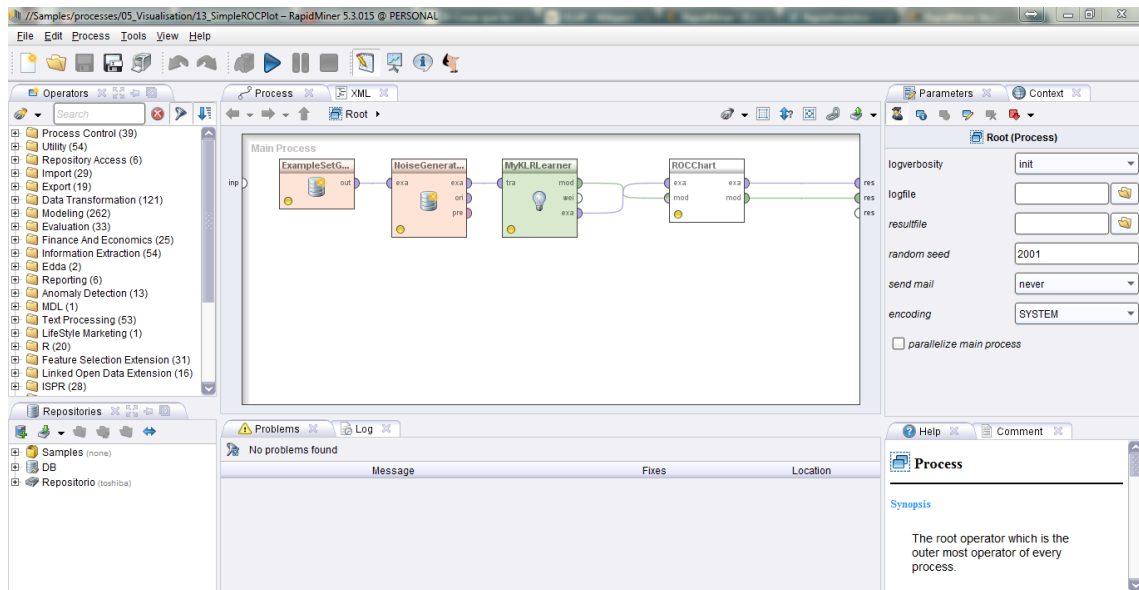 //Samples/processes/05_Visualisation/13_SimpleROCPlot – RapidMiner 5.3.015 @ PERSONAL
File Edit Process Tools View Help
Operators
Search
Process Control (39)
Utility (54)
Repository Access (6)
Import (29)
Export (19)
Data Transformation (121)
Modeling (262)
Evaluation (33)
Finance And Economics (25)
Information Extraction (54)
Edda (2)
Reporting (6)
Anomaly Detection (13)
MDL (1)
Text Processing (53)
LifeStyle Marketing (1)
R (20)
Feature Selection Extension (31)
Linked Open Data Extension (16)
ISPR (28)
Repositories
Samples (none)
DB
Repositorio (toshiba)
Process XML
Root
Main Process
inp
ExampleSetG...
out
NoiseGenerat...
exa exa
ori
pre
MyKLRLearner
tra mod
wei
exa
ROCChart
exa exa
mod mod
res
res
res
Problems Log
No problems found
Message Fixes Location
Parameters Context
Root (Process)
logverbosity init
logfile
resultfile
random seed 2001
send mail never
encoding SYSTEM
parallelize main process
Help Comment
Process
Synopsis
The root operator which is the
outer most operator of every
process.